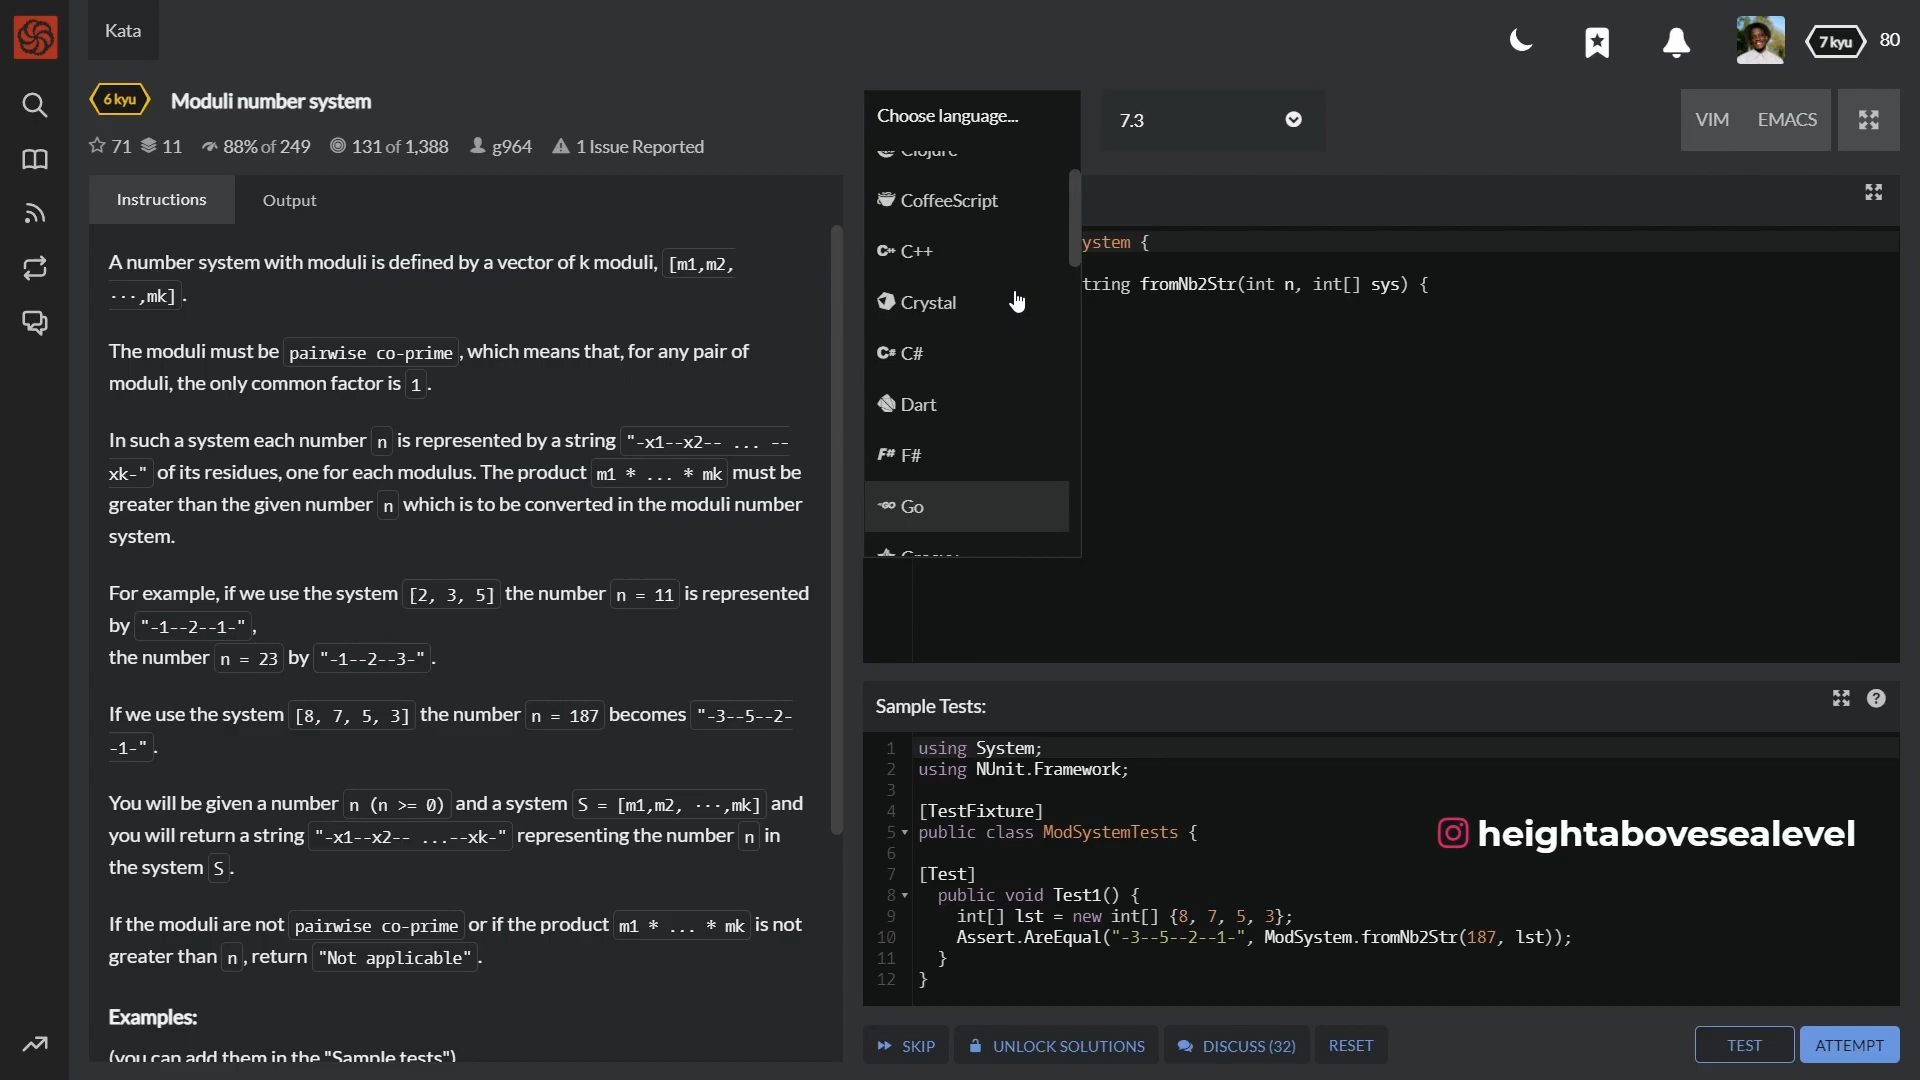 Kata
7 kyu 80
6 kyu Moduli number system
71 11 88% of 249 131 of 1,388 g964 1 Issue Reported
Instructions Output
A number system with moduli is defined by a vector of k moduli, [m1,m2,
···,mk] .
The moduli must be pairwise co-prime , which means that, for any pair of
moduli, the only common factor is 1 .
In such a system each number n is represented by a string "-x1--x2-- ... --
xk-" of its residues, one for each modulus. The product m1 * ... * mk must be
greater than the given number n which is to be converted in the moduli number
system.
For example, if we use the system [2, 3, 5] the number n = 11 is represented
by "-1--2--1-" ,
the number n = 23 by "-1--2--3-" .
If we use the system [8, 7, 5, 3] the number n = 187 becomes "-3--5--2-
-1-" .
You will be given a number n (n >= 0) and a system S = [m1,m2, ···,mk] and
you will return a string "-x1--x2-- ...--xk-" representing the number n in
the system S .
If the moduli are not pairwise co-prime or if the product m1 * ... * mk is not
greater than n , return "Not applicable" .
Examples:
(you can add them in the "Sample tests")
Choose language...
Clojure
CoffeeScript
C++
Crystal
C#
Dart
F#
Go
Groovy
7.3
VIM EMACS
ystem {
tring fromNb2Str(int n, int[] sys) {
Sample Tests:
1 using System;
2 using NUnit.Framework;
3
4 [TestFixture]
5 public class ModSystemTests {
6
7 [Test]
8 public void Test1() {
9 int[] lst = new int[] {8, 7, 5, 3};
10 Assert.AreEqual("-3--5--2--1-", ModSystem.fromNb2Str(187, lst));
11 }
12 }
heightabovesealevel
SKIP UNLOCK SOLUTIONS DISCUSS (32) RESET TEST ATTEMPT